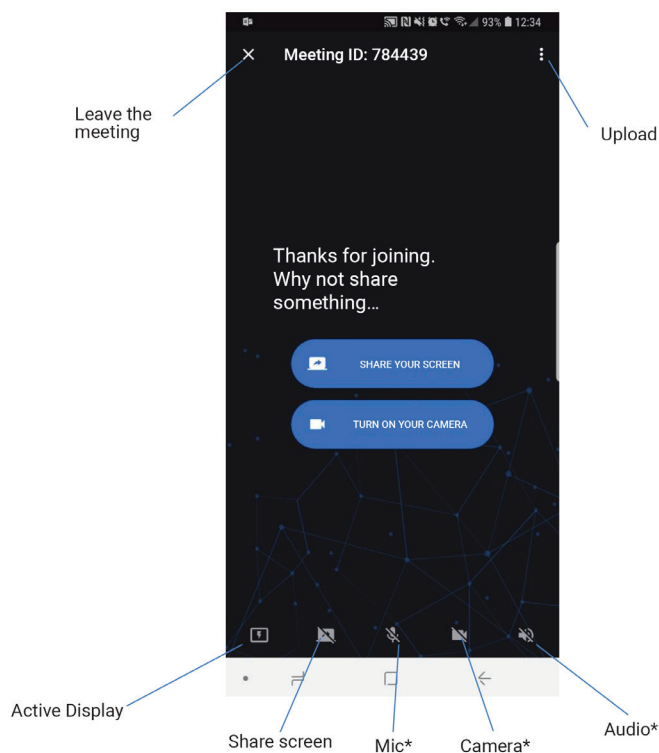 93% 12:34
Meeting ID: 784439
Leave the
meeting
Upload
Thanks for joining.
Why not share
something...
SHARE YOUR SCREEN
TURN ON YOUR CAMERA
Active Display
Share screen
Mic*
Camera*
Audio*